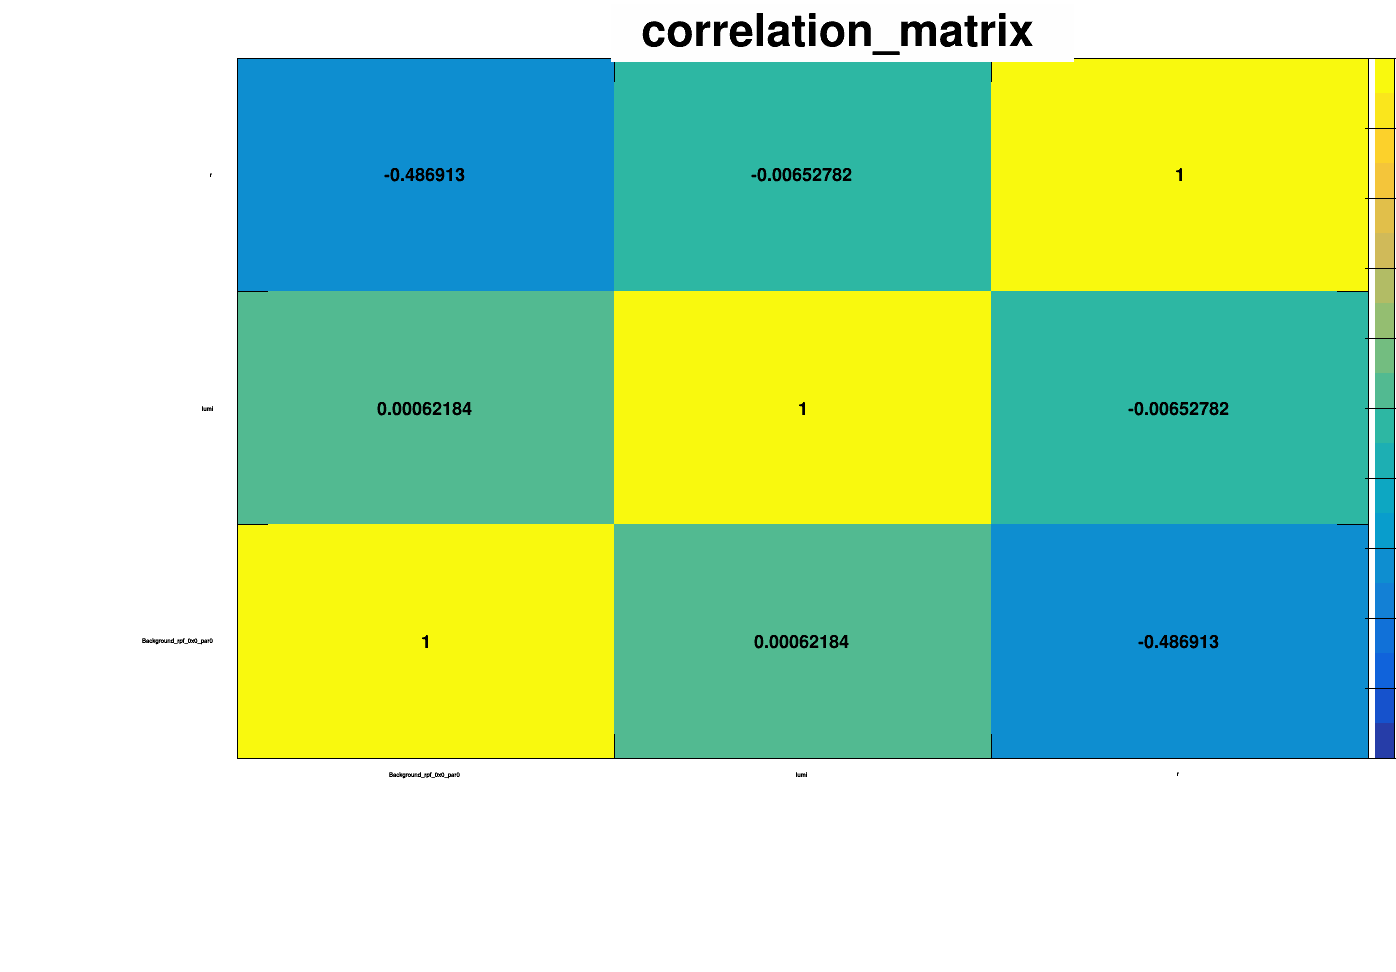 correlation_matrix
r
-0.486913
-0.00652782
1
lumi
0.00062184
1
-0.00652782
Background_rpf_0x0_par0
1
0.00062184
-0.486913
Background_rpf_0x0_par0
lumi
r